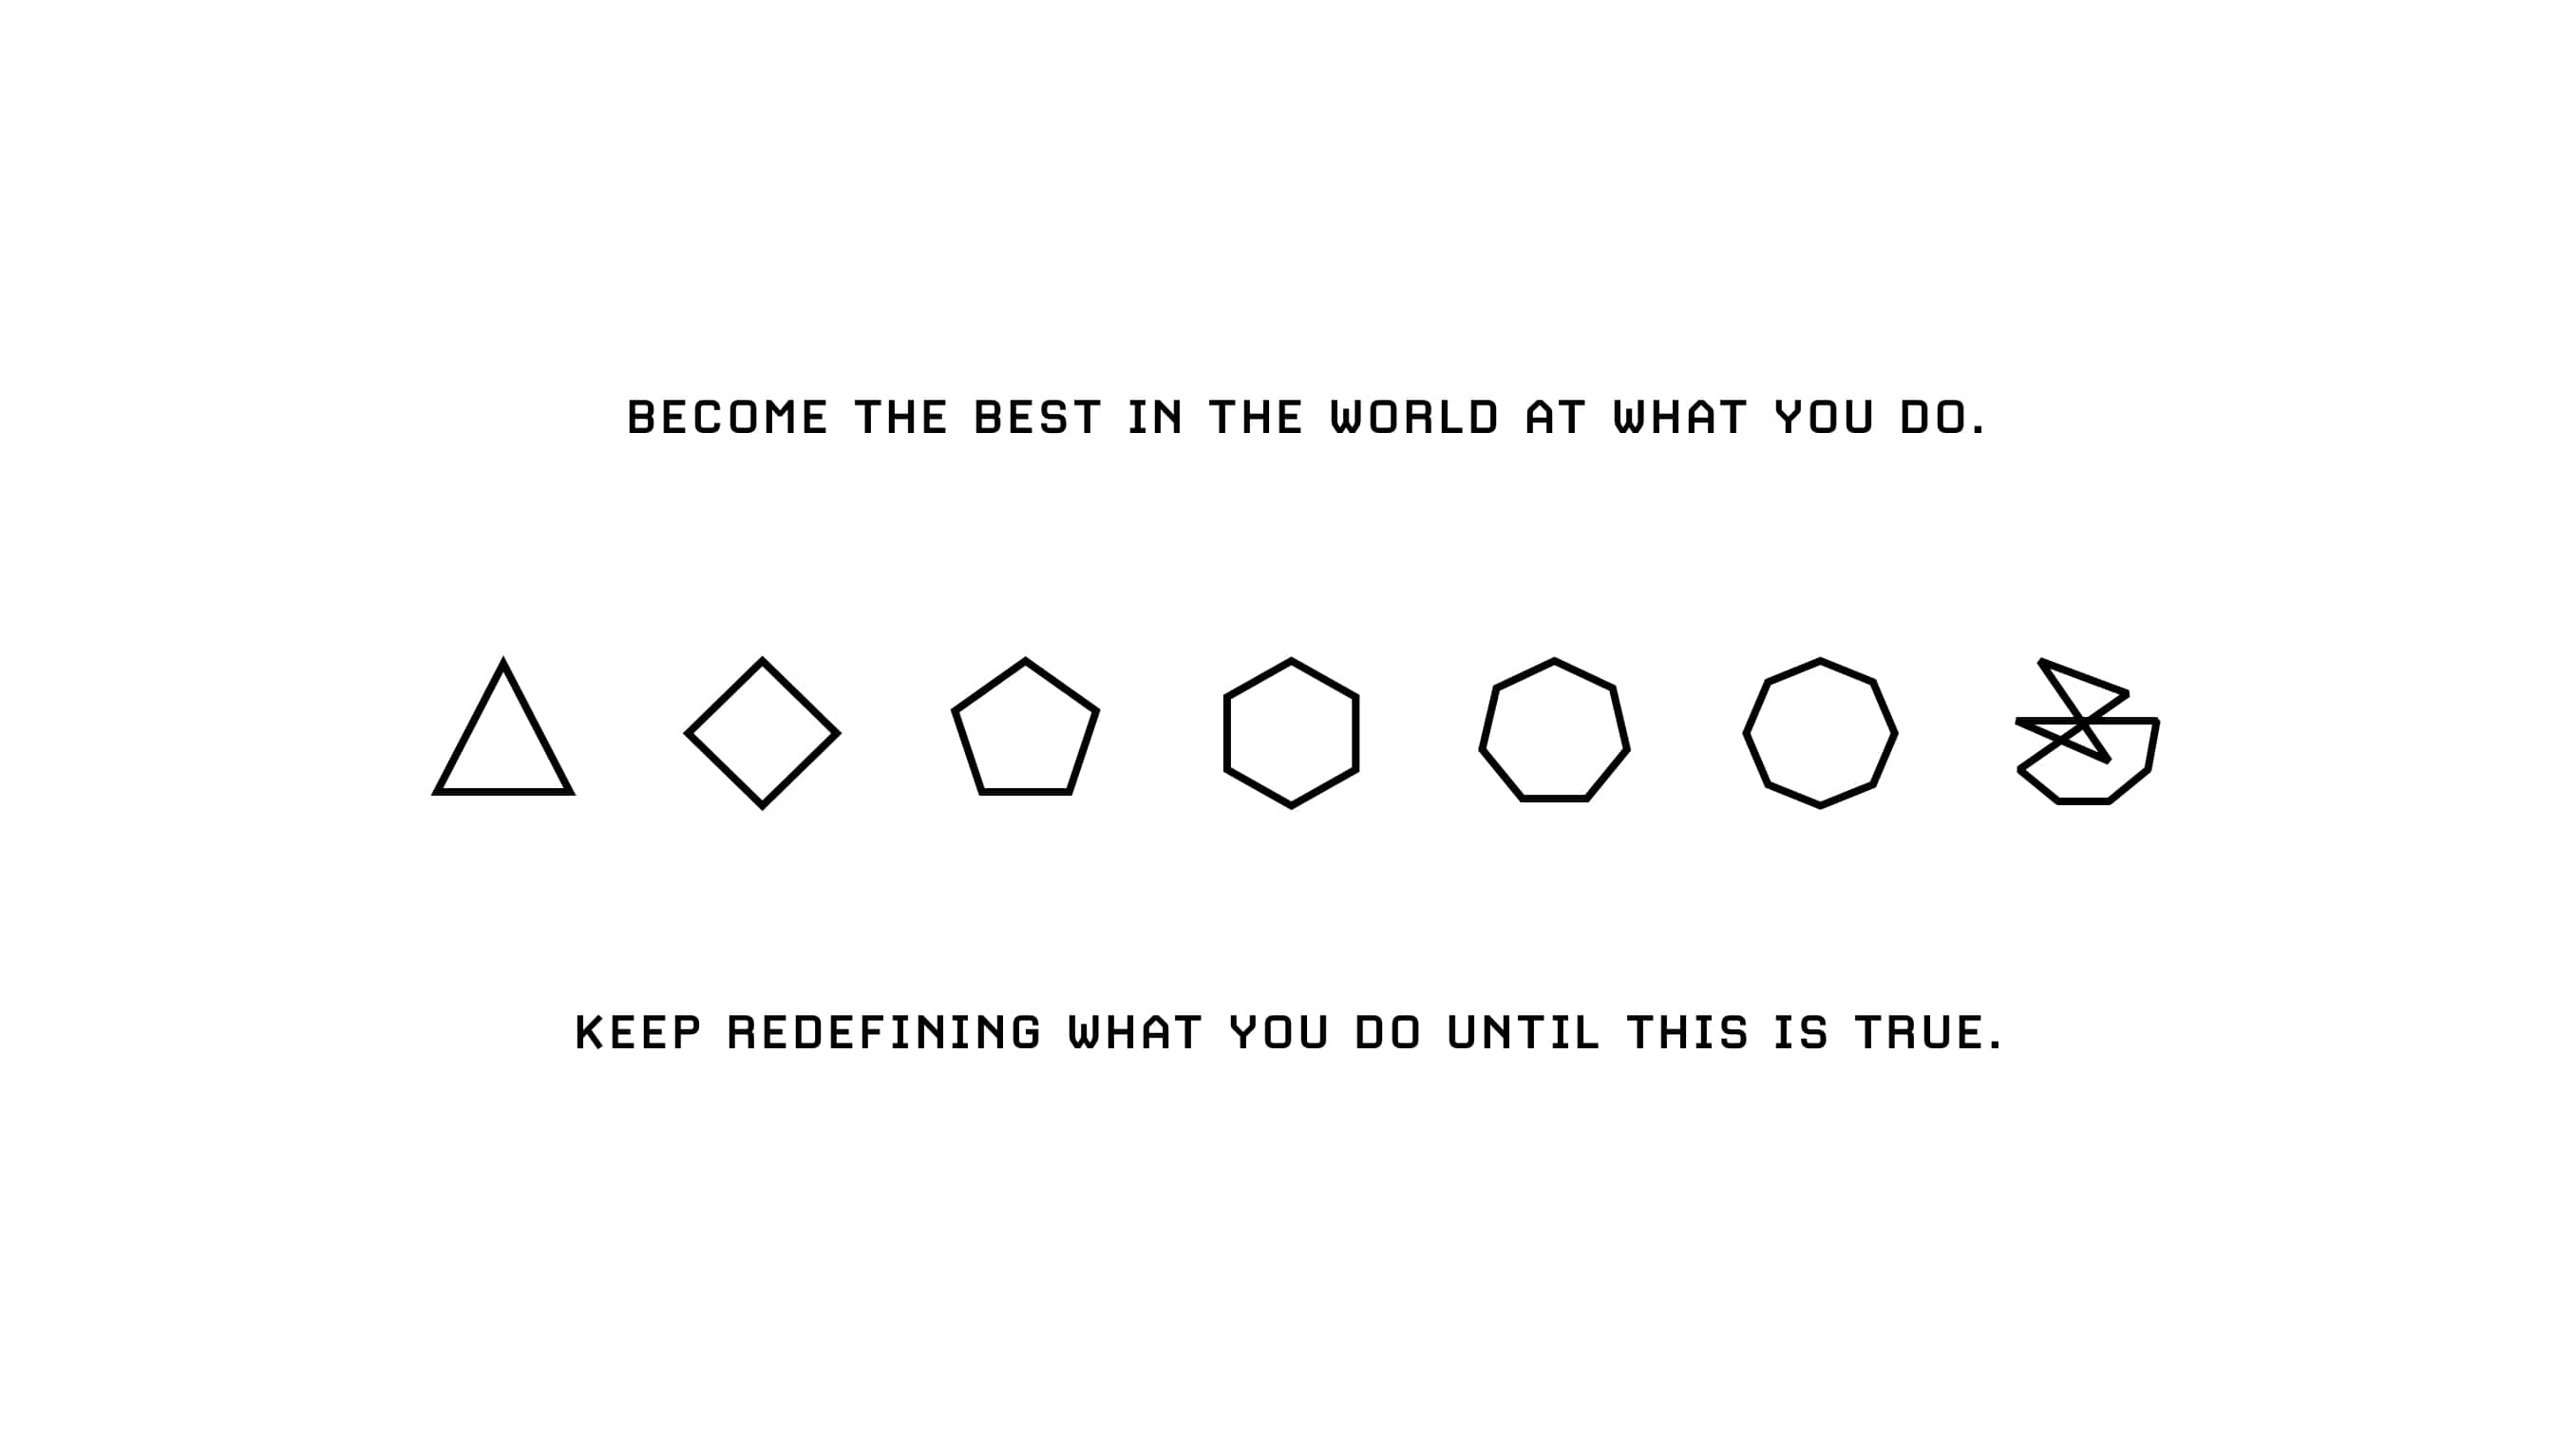 BECOME THE BEST IN THE WORLD AT WHAT YOU DO.
KEEP REDEFINING WHAT YOU DO UNTIL THIS IS TRUE.